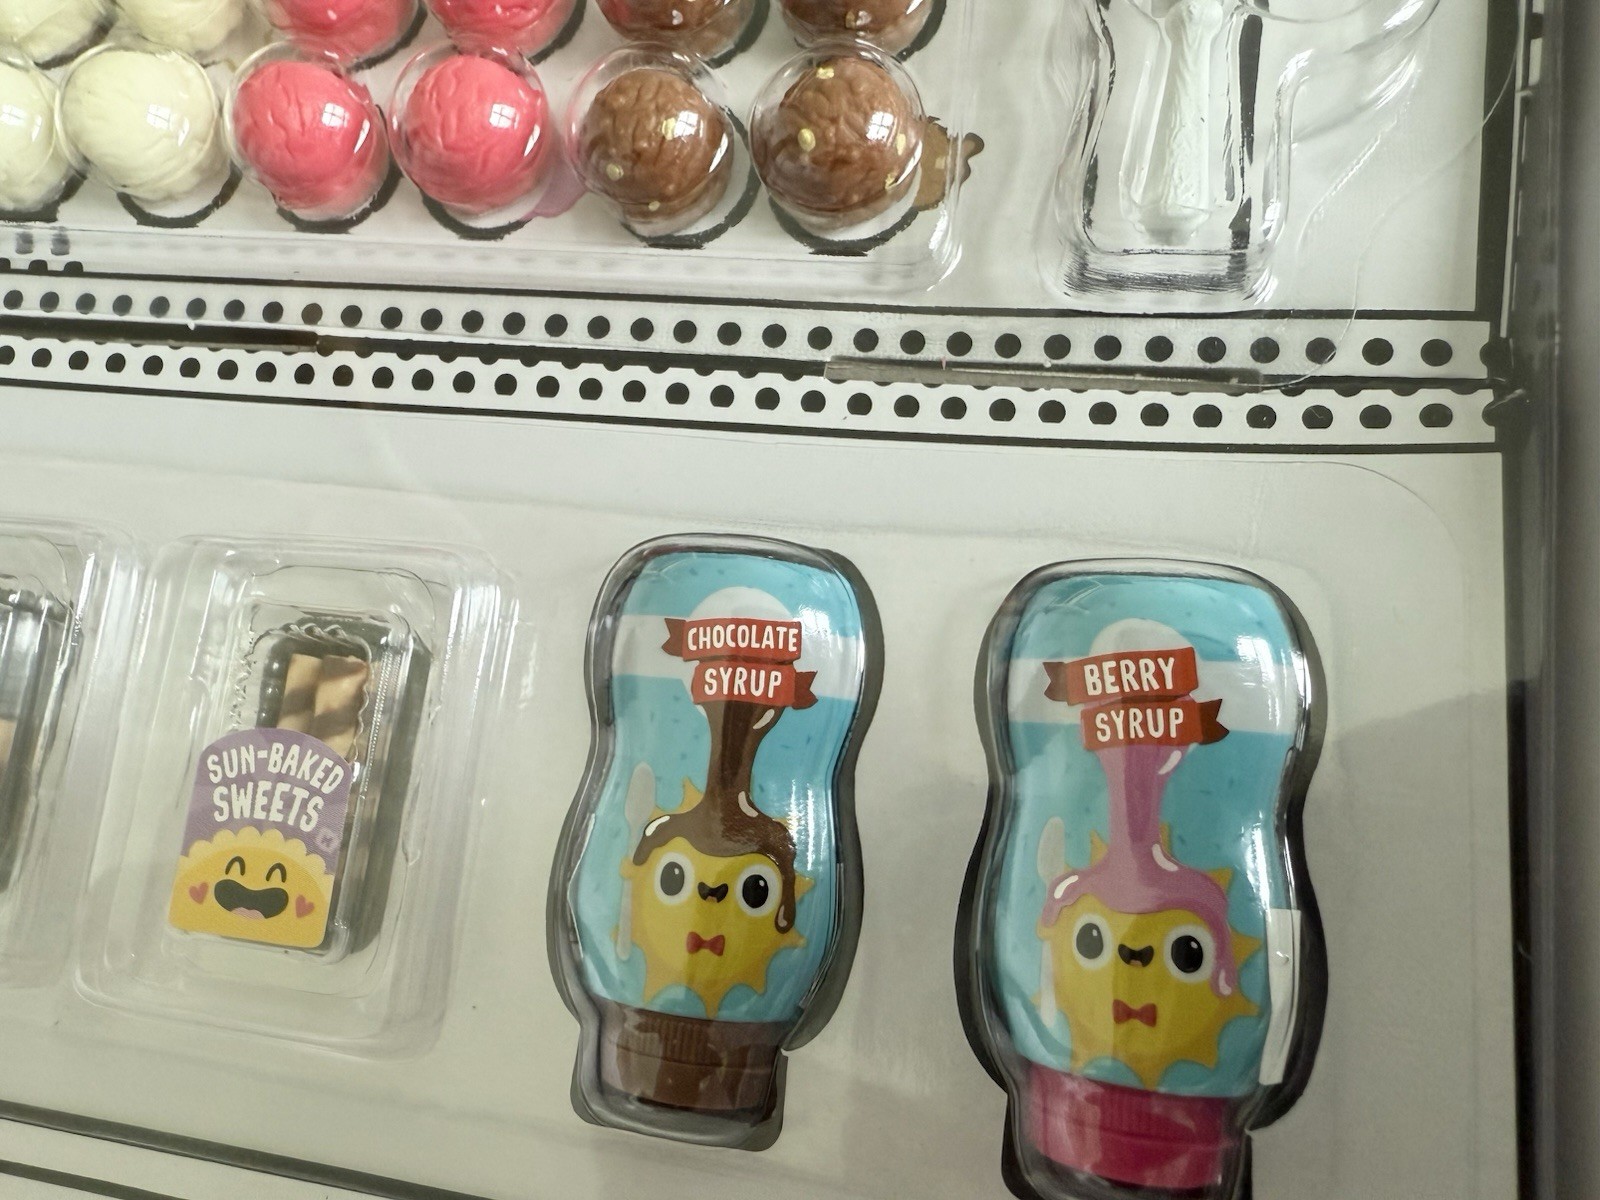 SUN-BAKED
SWEETS
CHOCOLATE
SYRUP
BERRY
SYRUP